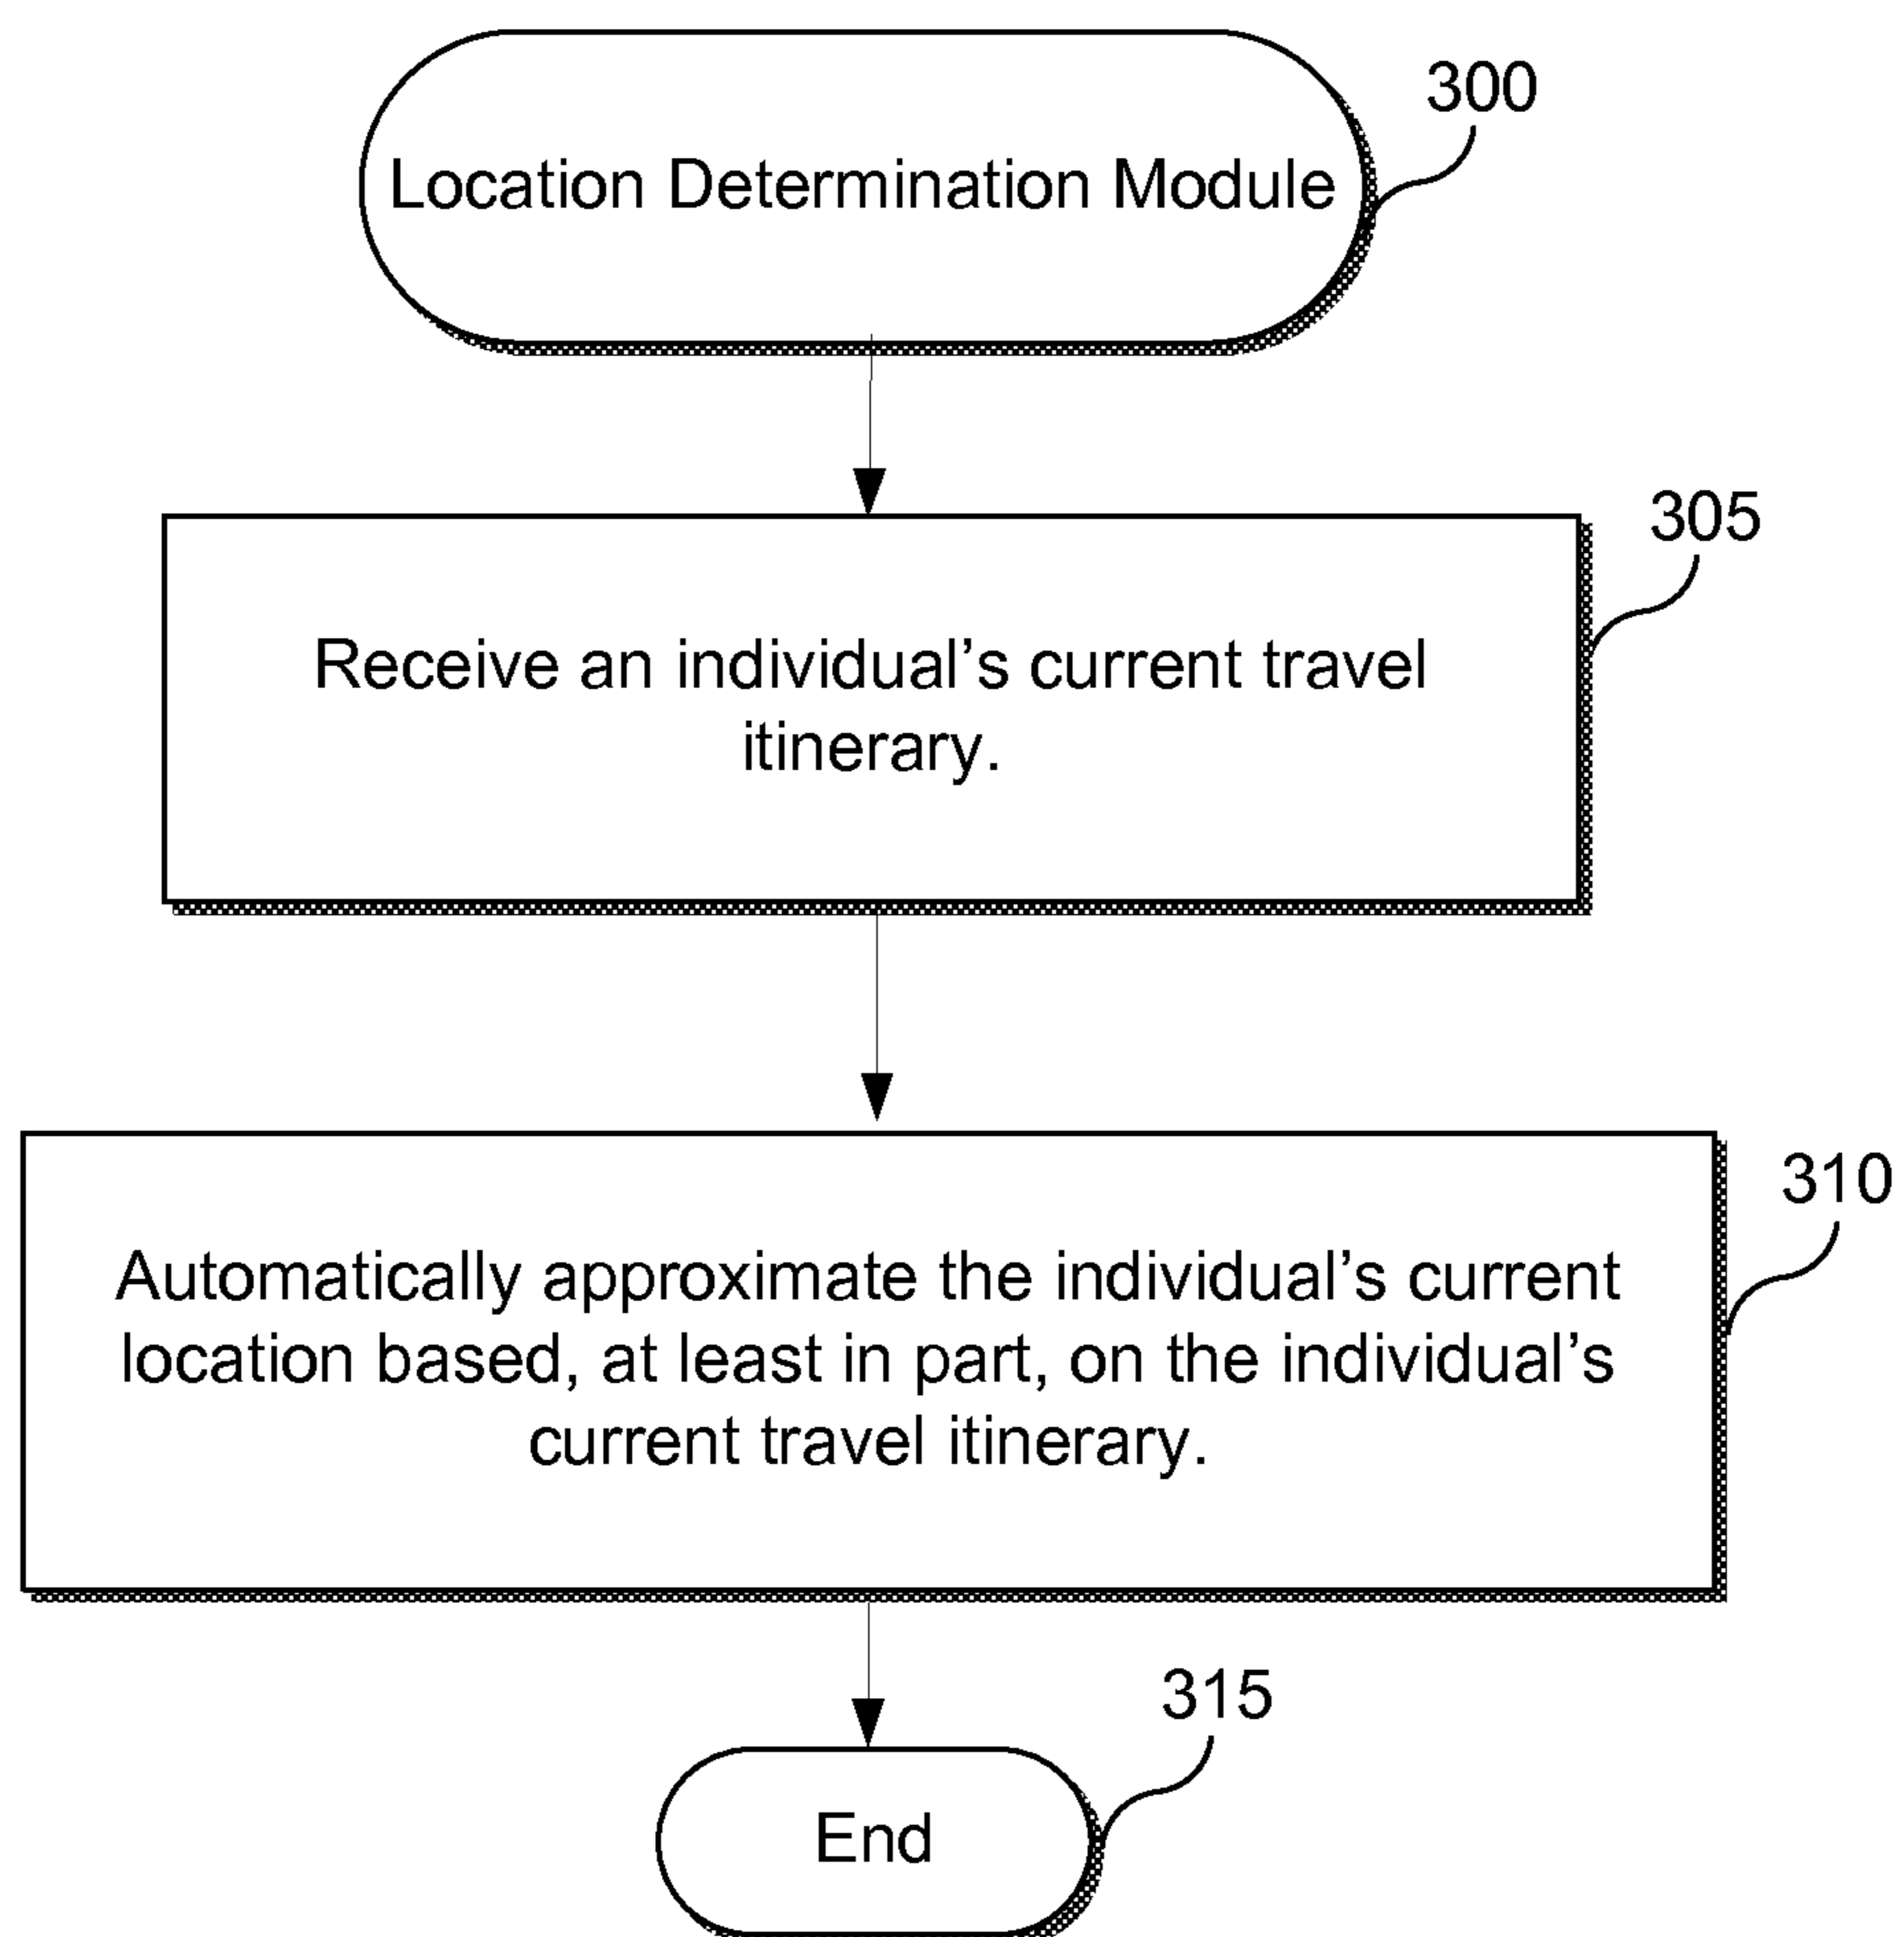 300
Location Determination Module
305
Receive an individual’s current travel
itinerary.
310
Automatically approximate the individual’s current
location based, at least in part, on the individual’s
current travel itinerary.
315
End